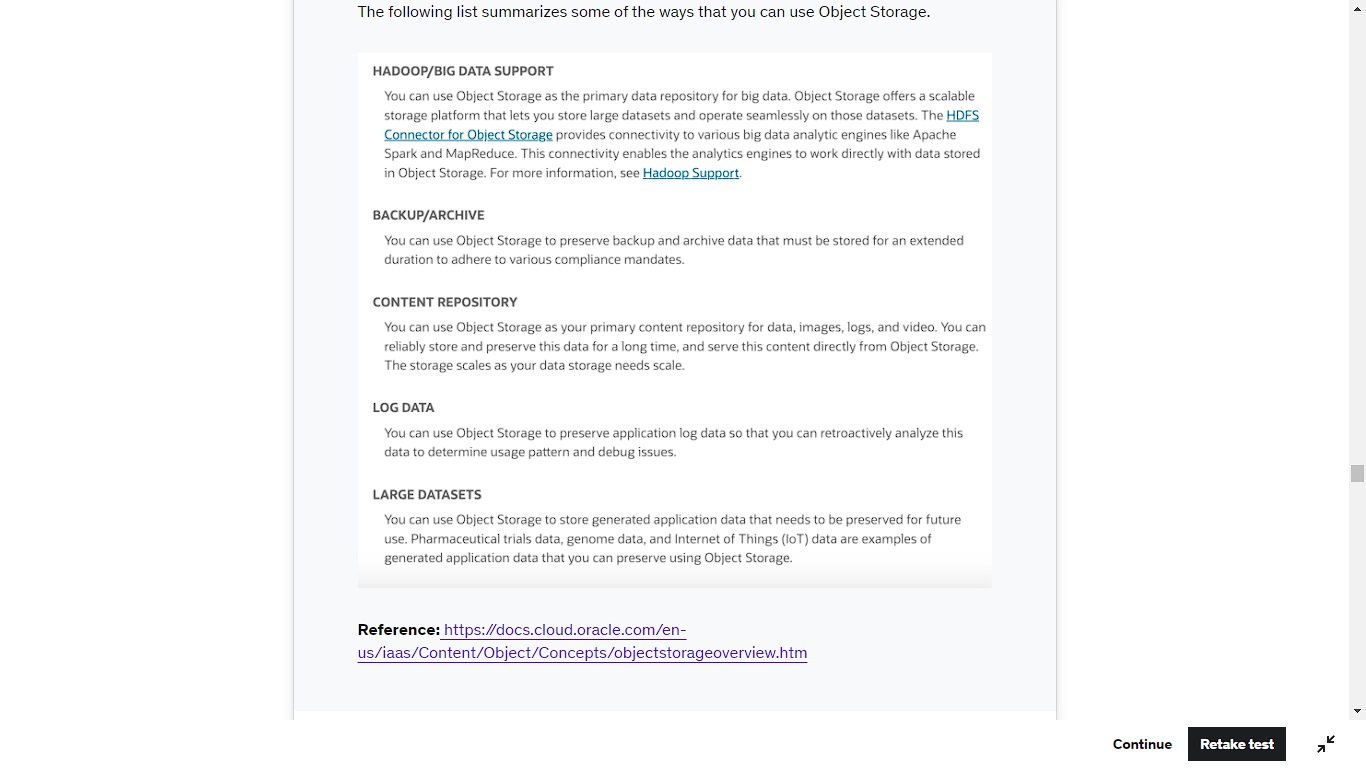 The following list summarizes some of the ways that you can use Object Storage.
HADOOP/BIG DATA SUPPORT
You can use Object Storage as the primary data repository for big data. Object Storage offers a scalable
storage platform that lets you store large datasets and operate seamlessly on those datasets. The HDFS
Connector for Object Storage provides connectivity to various big data analytic engines like Apache
Spark and MapReduce. This connectivity enables the analytics engines to work directly with data stored
in Object Storage. For more information, see Hadoop Support.
BACKUP/ARCHIVE
You can use Object Storage to preserve backup and archive data that must be stored for an extended
duration to adhere to various compliance mandates.
CONTENT REPOSITORY
You can use Object Storage as your primary content repository for data, images, logs, and video. You can
reliably store and preserve this data for a long time, and serve this content directly from Object Storage.
The storage scales as your data storage needs scale.
LOG DATA
You can use Object Storage to preserve application log data so that you can retroactively analyze this
data to determine usage pattern and debug issues.
LARGE DATASETS
You can use Object Storage to store generated application data that needs to be preserved for future
use. Pharmaceutical trials data, genome data, and Internet of Things (IoT) data are examples of
generated application data that you can preserve using Object Storage.
Reference: https://docs.cloud.oracle.com/en-
us/iaas/Content/Object/Concepts/objectstorageoverview.htm
Continue
Retake test